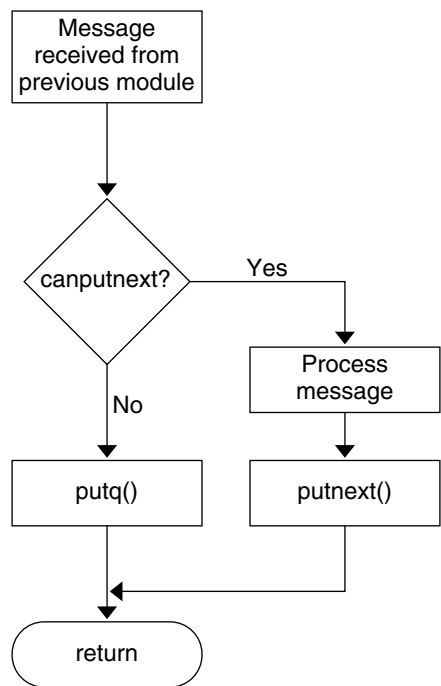 Message
received from
previous module
canputnext?
Yes
Process
message
No
putq()
putnext()
return